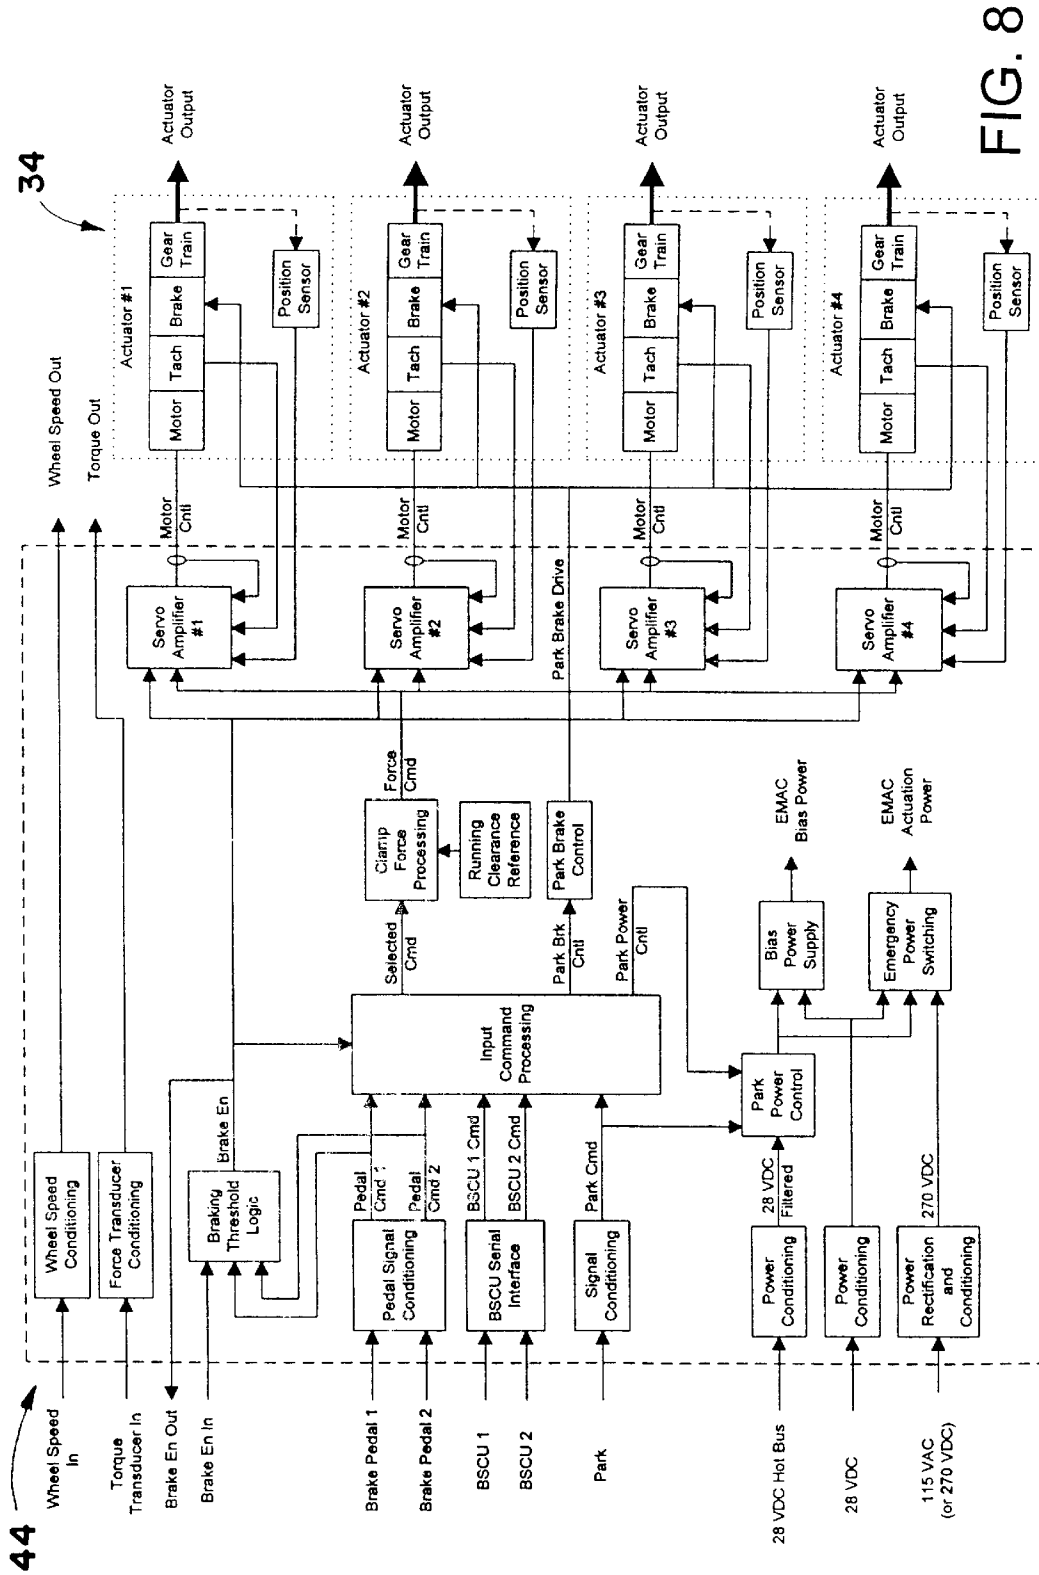 44
34
Wheel Speed
In
Torque
Transducer In
Brake En Out
Brake En In
Brake Pedal 1
Brake Pedal 2
BSCU 1
BSCU 2
Park
28 VDC Hot Bus
28 VDC
115 VAC
(or 270 VDC)
Wheel Speed
Conditioning
Force Transducer
Conditioning
Braking
Threshold
Logic
Brake En
Pedal Signal
Conditioning
Pedal
Cmd 1
Pedal
Cmd 2
BSCU Serial
Interface
BSCU 1 Cmd
BSCU 2 Cmd
Signal
Conditioning
Park Cmd
Power
Conditioning
28 VDC
Filtered
Power
Conditioning
Power
Rectification
and
Conditioning
270 VDC
Input
Command
Processing
Park
Power
Control
Selected
Cmd
Park Brk
Cntl
Park Power
Cntl
Clamp
Force
Processing
Running
Clearance
Reference
Park Brake
Control
Bias
Power
Supply
Emergency
Power
Switching
Force
Cmd
EMAC
Bias Power
EMAC
Actuation
Power
Park Brake Drive
Servo
Amplifier
#1
Servo
Amplifier
#2
Servo
Amplifier
#3
Servo
Amplifier
#4
Motor
Cntl
Motor
Cntl
Motor
Cntl
Motor
Cntl
Wheel Speed Out
Torque Out
Actuator #1
Motor
Tach
Brake
Gear
Train
Position
Sensor
Actuator
Output
Actuator #2
Motor
Tach
Brake
Gear
Train
Position
Sensor
Actuator
Output
Actuator #3
Motor
Tach
Brake
Gear
Train
Position
Sensor
Actuator
Output
Actuator #4
Motor
Tach
Brake
Gear
Train
Position
Sensor
Actuator
Output
FIG. 8